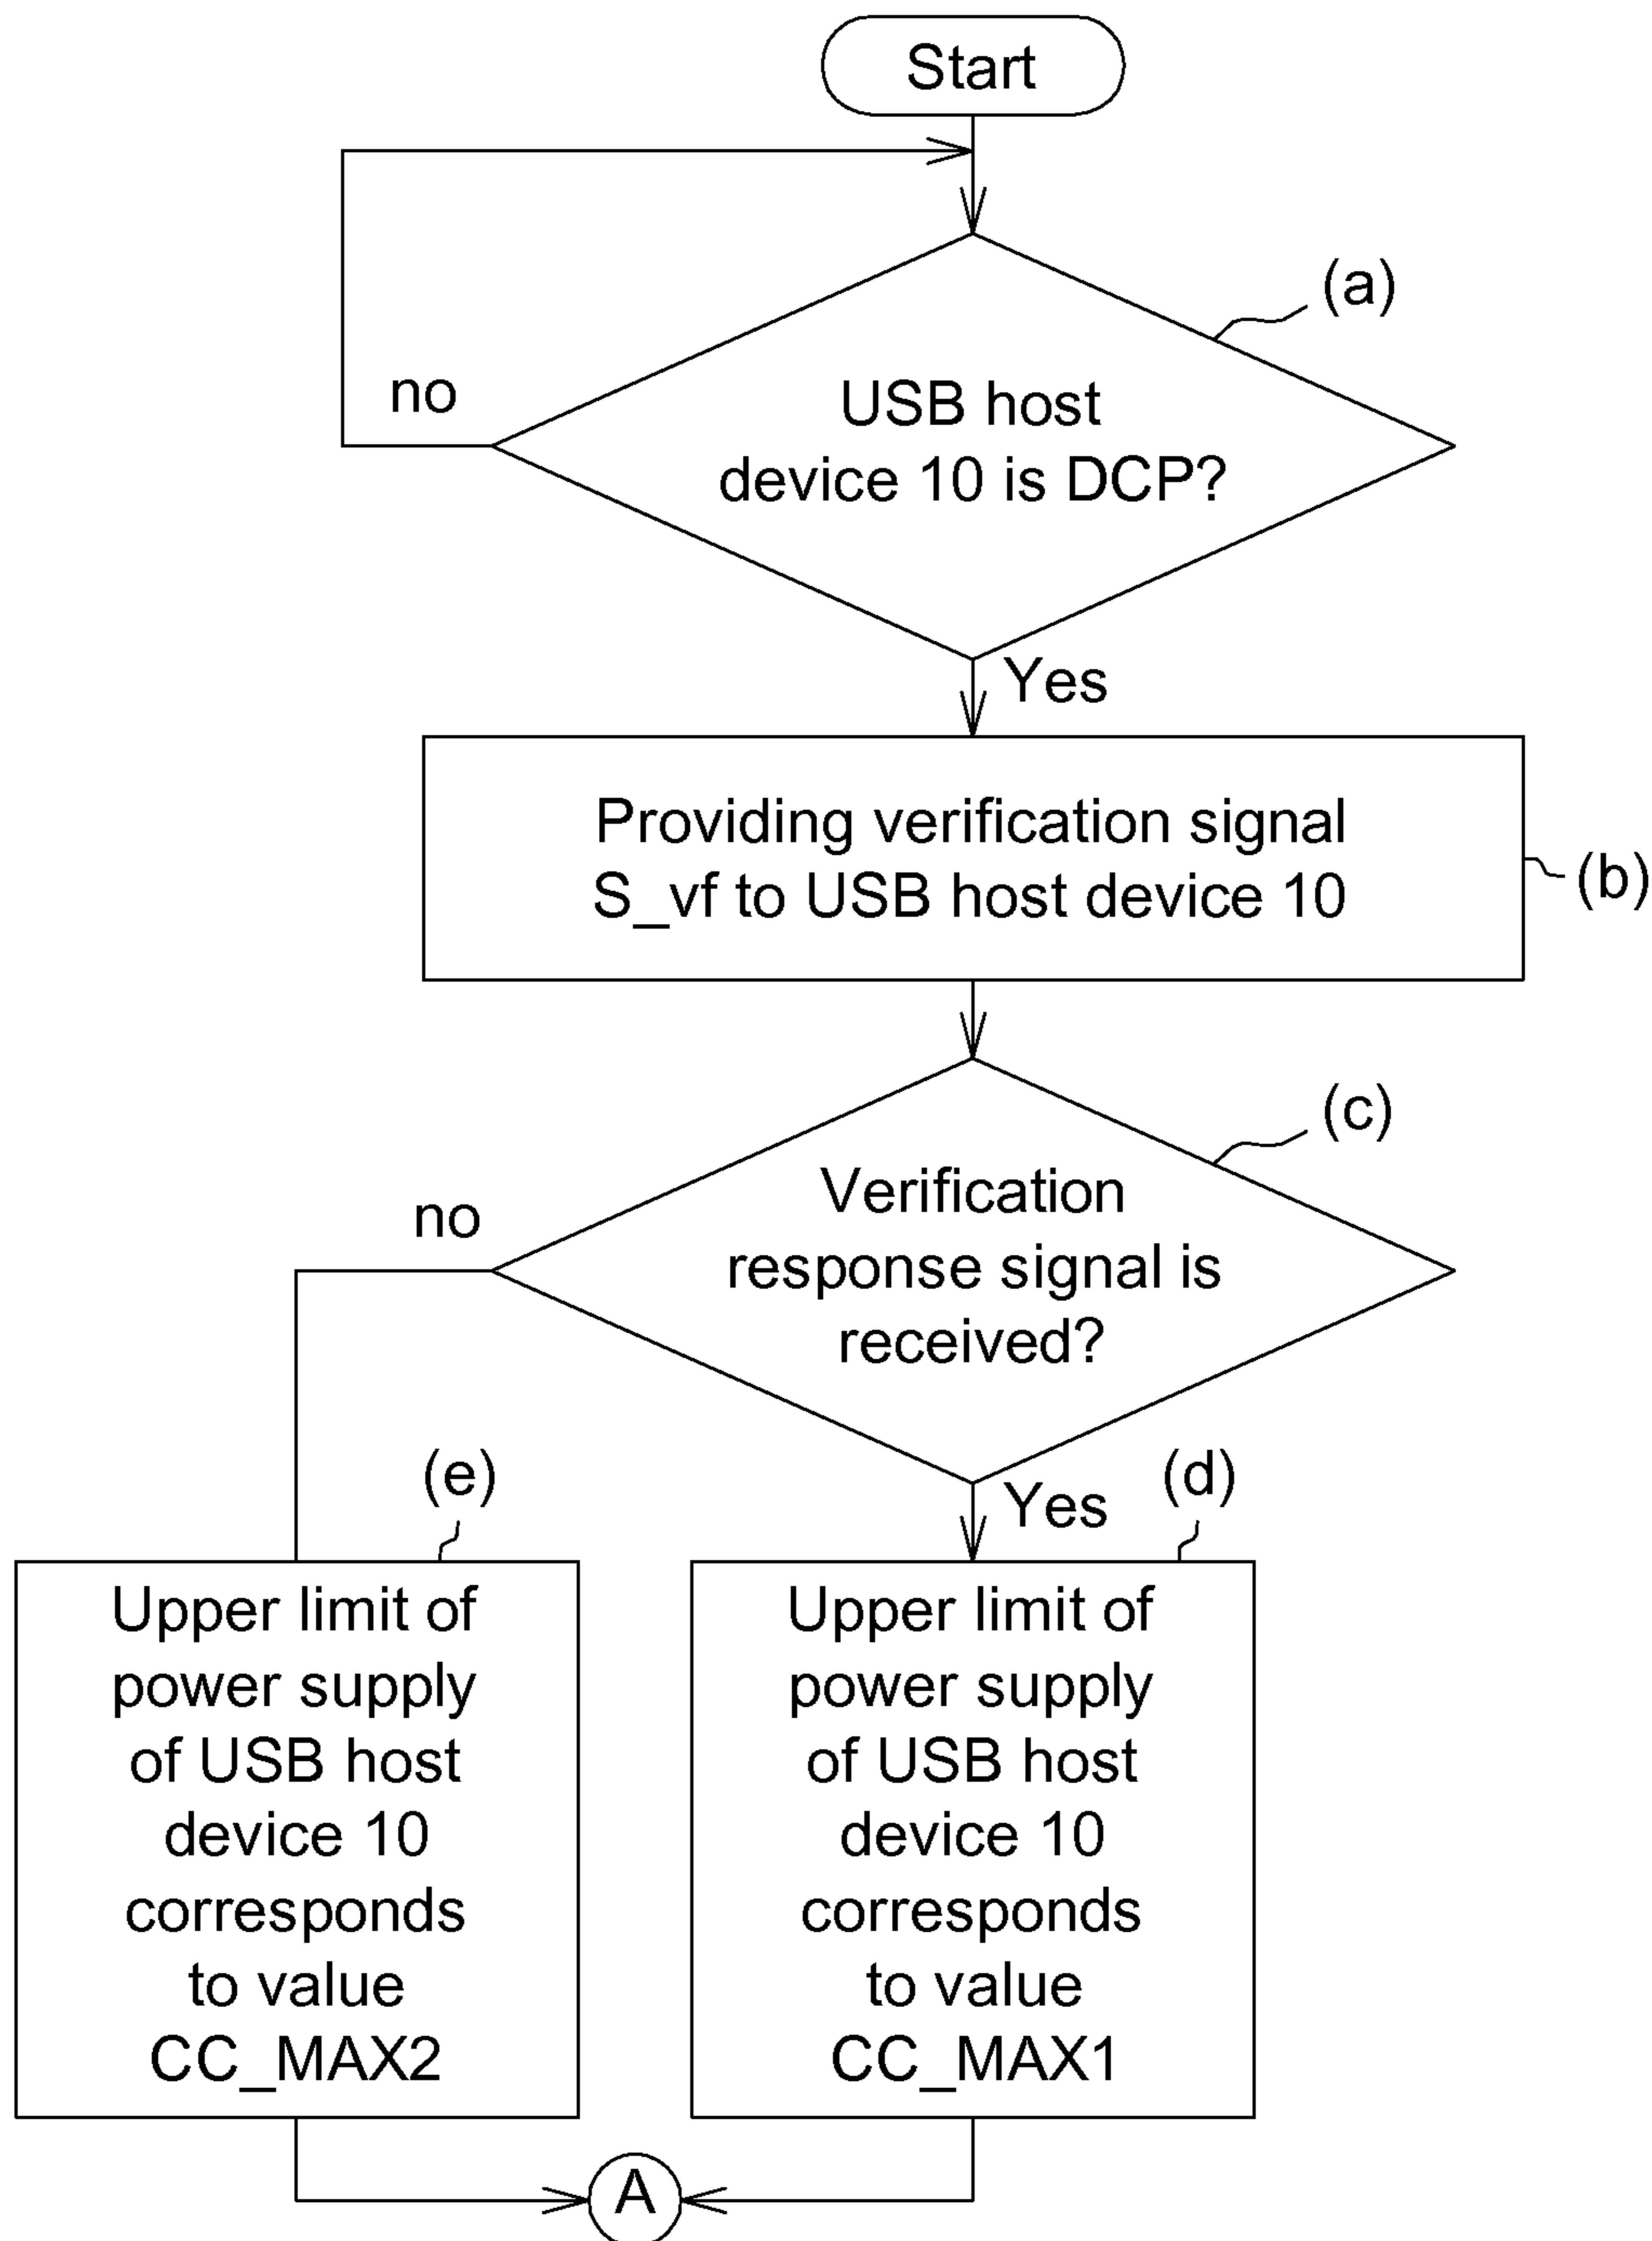 Start
(a)
no
USB host
device 10 is DCP?
Yes
Providing verification signal
S_vf to USB host device 10
(b)
(c)
no
Verification
response signal is
received?
(e)
Yes
(d)
Upper limit of
power supply
of USB host
device 10
corresponds
to value
CC_MAX2
Upper limit of
power supply
of USB host
device 10
corresponds
to value
CC_MAX1
A